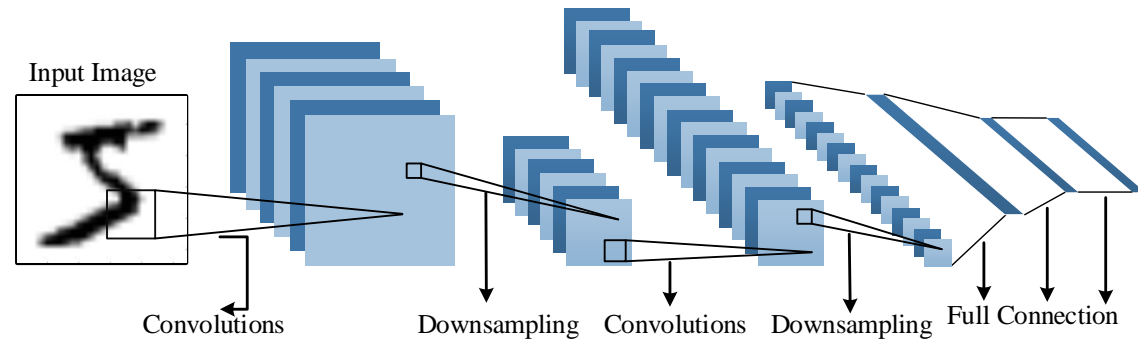 Input Image
Convolutions
Downsampling
Convolutions
Downsampling
Full Connection